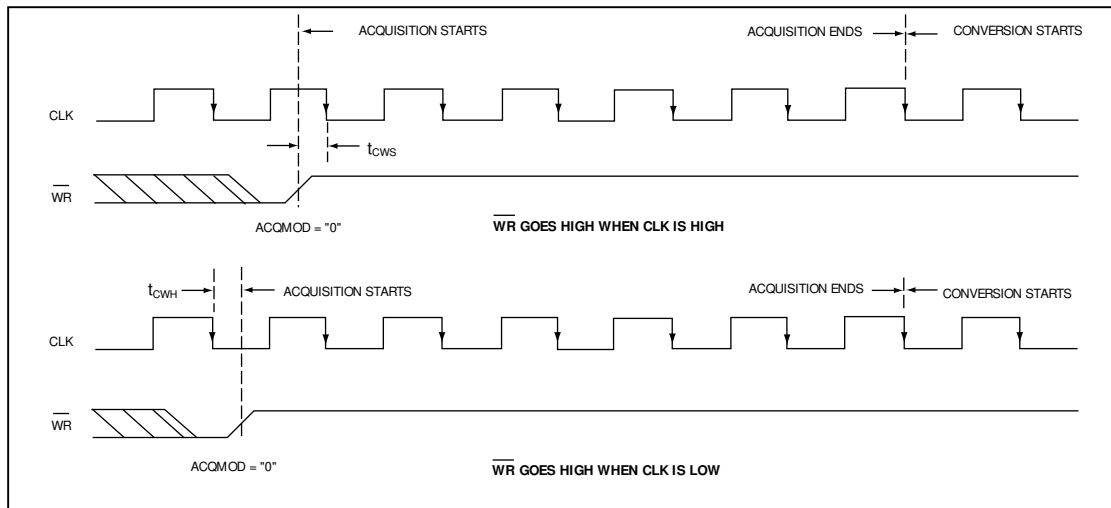 ACQUISITION STARTS
ACQUISITION ENDS
CONVERSION STARTS
CLK
tCWS
WR
ACQMOD = "0"
WR GOES HIGH WHEN CLK IS HIGH
tCWH
ACQUISITION STARTS
ACQUISITION ENDS
CONVERSION STARTS
CLK
WR
ACQMOD = "0"
WR GOES HIGH WHEN CLK IS LOW